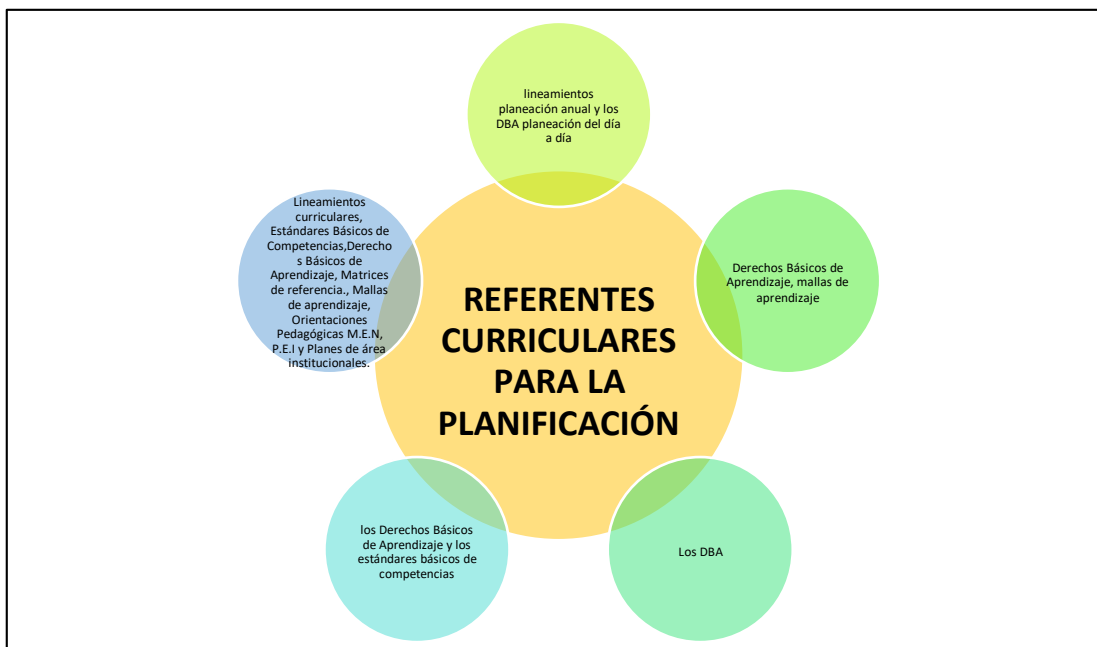 lineamientos
planeación anual y los
DBA planeación del día
a día
Derechos Básicos de
Aprendizaje, mallas de
aprendizaje
Los DBA
los Derechos Básicos
de Aprendizaje y los
estándares básicos de
competencias
Lineamientos
curriculares,
Estándares Básicos de
Competencias,Derecho
s Básicos de
Aprendizaje, Matrices
de referencia., Mallas
de aprendizaje,
Orientaciones
Pedagógicas M.E.N,
P.E.I y Planes de área
institucionales.
REFERENTES
CURRICULARES
PARA LA
PLANIFICACIÓN